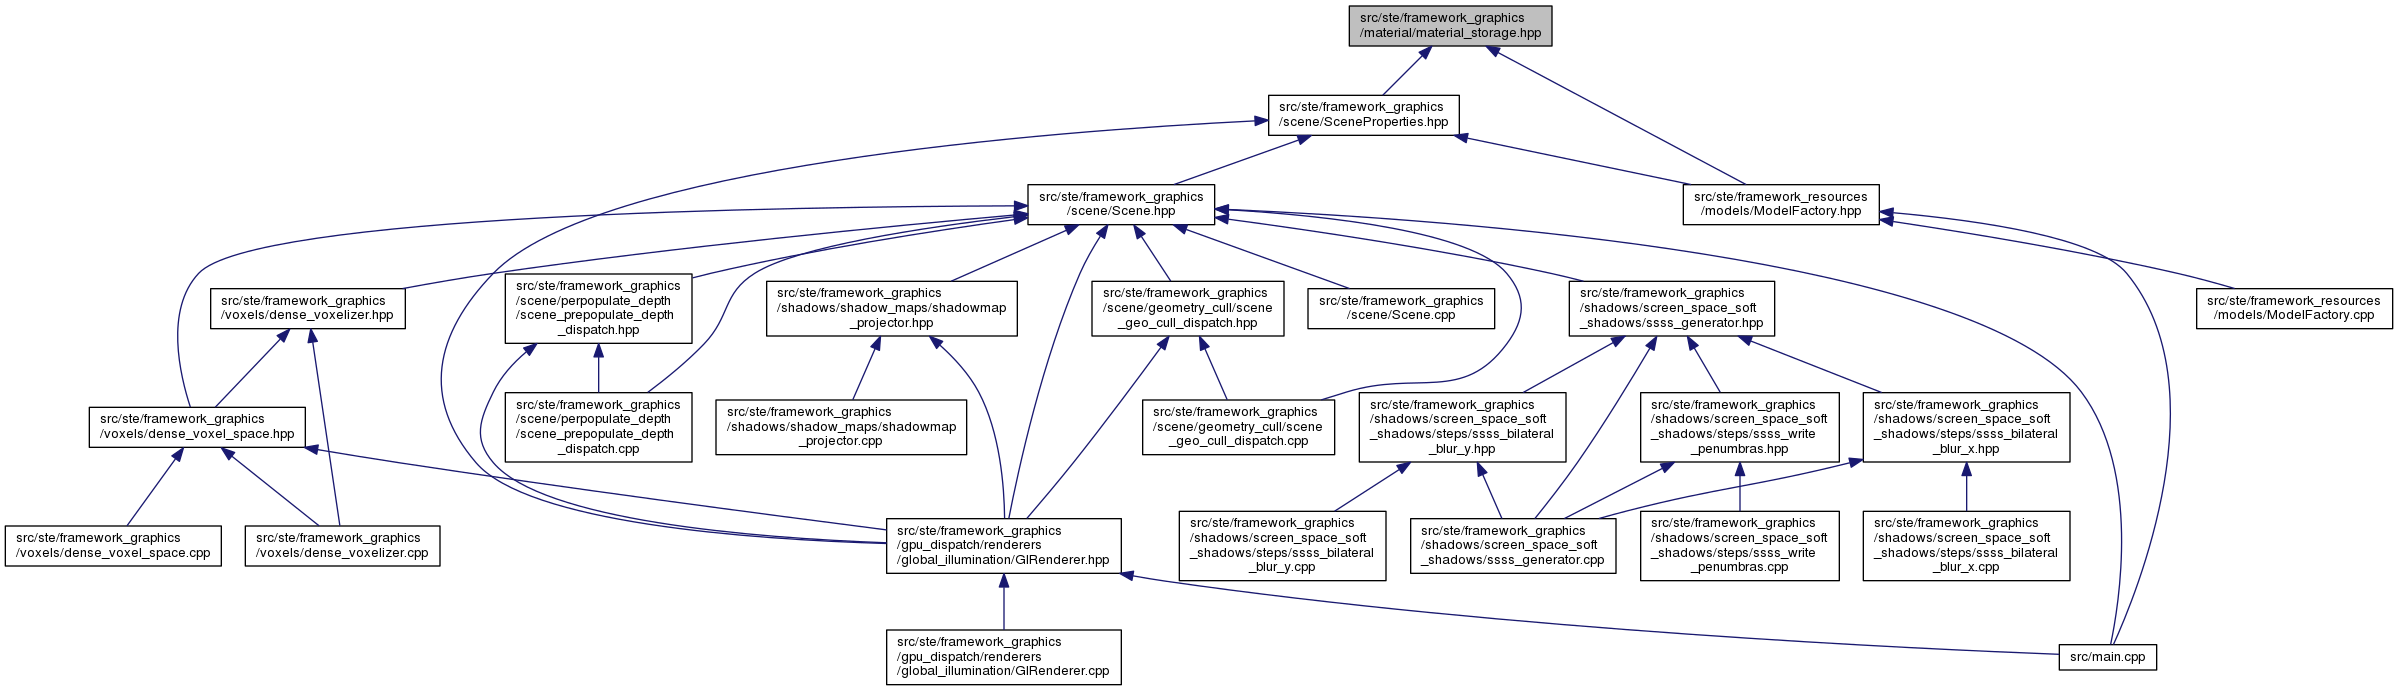 src/ste/framework_graphics
/material/material_storage.hpp
src/ste/framework_graphics
/scene/SceneProperties.hpp
src/ste/framework_graphics
/scene/Scene.hpp
src/ste/framework_resources
/models/ModelFactory.hpp
src/ste/framework_graphics
/voxels/dense_voxelizer.hpp
src/ste/framework_graphics
/scene/perpopulate_depth
/scene_prepopulate_depth
_dispatch.hpp
src/ste/framework_graphics
/shadows/shadow_maps/shadowmap
_projector.hpp
src/ste/framework_graphics
/scene/geometry_cull/scene
_geo_cull_dispatch.hpp
src/ste/framework_graphics
/scene/Scene.cpp
src/ste/framework_graphics
/shadows/screen_space_soft
_shadows/ssss_generator.hpp
src/ste/framework_resources
/models/ModelFactory.cpp
src/ste/framework_graphics
/voxels/dense_voxel_space.hpp
src/ste/framework_graphics
/scene/perpopulate_depth
/scene_prepopulate_depth
_dispatch.cpp
src/ste/framework_graphics
/shadows/shadow_maps/shadowmap
_projector.cpp
src/ste/framework_graphics
/scene/geometry_cull/scene
_geo_cull_dispatch.cpp
src/ste/framework_graphics
/shadows/screen_space_soft
_shadows/steps/ssss_bilateral
_blur_y.hpp
src/ste/framework_graphics
/shadows/screen_space_soft
_shadows/steps/ssss_write
_penumbras.hpp
src/ste/framework_graphics
/shadows/screen_space_soft
_shadows/steps/ssss_bilateral
_blur_x.hpp
src/ste/framework_graphics
/voxels/dense_voxel_space.cpp
src/ste/framework_graphics
/voxels/dense_voxelizer.cpp
src/ste/framework_graphics
/gpu_dispatch/renderers
/global_illumination/GIRenderer.hpp
src/ste/framework_graphics
/shadows/screen_space_soft
_shadows/steps/ssss_bilateral
_blur_y.cpp
src/ste/framework_graphics
/shadows/screen_space_soft
_shadows/ssss_generator.cpp
src/ste/framework_graphics
/shadows/screen_space_soft
_shadows/steps/ssss_write
_penumbras.cpp
src/ste/framework_graphics
/shadows/screen_space_soft
_shadows/steps/ssss_bilateral
_blur_x.cpp
src/ste/framework_graphics
/gpu_dispatch/renderers
/global_illumination/GIRenderer.cpp
src/main.cpp